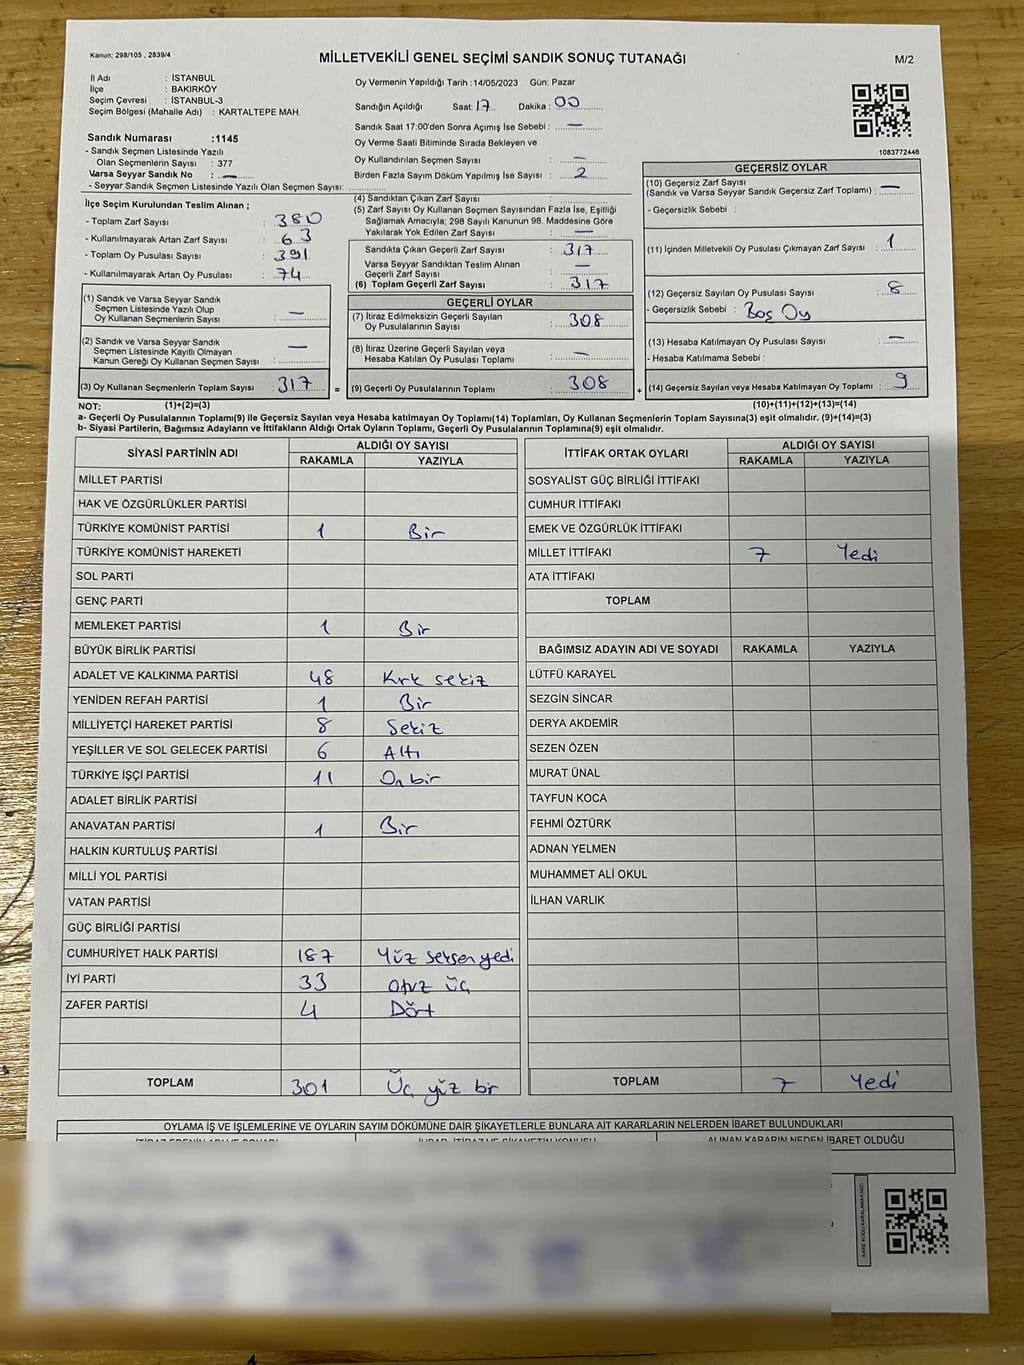 Kanun: 298/105 , 2839/4
MİLLETVEKİLİ GENEL SEÇİMİ SANDIK SONUÇ TUTANAĞI
M/2
İl Adı : İSTANBUL
İlçe : BAKIRKÖY
Seçim Çevresi : İSTANBUL-3
Seçim Bölgesi (Mahalle Adı) : KARTALTEPE MAH.
Sandık Numarası :1145
- Sandık Seçmen Listesinde Yazılı
Olan Seçmenlerin Sayısı : 377
Varsa Seyyar Sandık No : —
- Seyyar Sandık Seçmen Listesinde Yazılı Olan Seçmen Sayısı:
İlçe Seçim Kurulundan Teslim Alınan ;
- Toplam Zarf Sayısı : 380
- Kullanılmayarak Artan Zarf Sayısı : 63
- Toplam Oy Pusulası Sayısı : 391
- Kullanılmayarak Artan Oy Pusulası : 74
(1) Sandık ve Varsa Seyyar Sandık
Seçmen Listesinde Yazılı Olup
Oy Kullanan Seçmenlerin Sayısı : —
(2) Sandık ve Varsa Seyyar Sandık
Seçmen Listesinde Kayıtlı Olmayan
Kanun Gereği Oy Kullanan Seçmen Sayısı : —
(3) Oy Kullanan Seçmenlerin Toplam Sayısı : 317
Oy Vermenin Yapıldığı Tarih :14/05/2023 Gün: Pazar
Sandığın Açıldığı Saat: 17 Dakika : 00
Sandık Saat 17:00'den Sonra Açımış İse Sebebi : —
Oy Verme Saati Bitiminde Sırada Bekleyen ve
Oy Kullandırılan Seçmen Sayısı : —
Birden Fazla Sayım Döküm Yapılmış İse Sayısı : 2
(4) Sandıktan Çıkan Zarf Sayısı :
(5) Zarf Sayısı Oy Kullanan Seçmen Sayısından Fazla İse, Eşitliği
Sağlamak Amacıyla; 298 Sayılı Kanunun 98. Maddesine Göre
Yakılarak Yok Edilen Zarf Sayısı : —
Sandıkta Çıkan Geçerli Zarf Sayısı : 317
Varsa Seyyar Sandıktan Teslim Alınan
Geçerli Zarf Sayısı : —
(6) Toplam Geçerli Zarf Sayısı : 317
GEÇERLİ OYLAR
(7) İtiraz Edilmeksizin Geçerli Sayılan
Oy Pusulalarının Sayısı : 308
(8) İtiraz Üzerine Geçerli Sayılan veya
Hesaba Katılan Oy Pusulası Toplamı : —
= (9) Geçerli Oy Pusulalarının Toplamı : 308
1083772446
GEÇERSİZ OYLAR
(10) Geçersiz Zarf Sayısı
(Sandık ve Varsa Seyyar Sandık Geçersiz Zarf Toplamı) : —
- Geçersizlik Sebebi :
(11) İçinden Milletvekili Oy Pusulası Çıkmayan Zarf Sayısı : 1
(12) Geçersiz Sayılan Oy Pusulası Sayısı : 8
- Geçersizlik Sebebi : Boş Oy
(13) Hesaba Katılmayan Oy Pusulası Sayısı : —
- Hesaba Katılmama Sebebi :
+ (14) Geçersiz Sayılan veya Hesaba Katılmayan Oy Toplamı : 9
NOT: (1)+(2)=(3) (10)+(11)+(12)+(13)=(14)
a- Geçerli Oy Pusulalarının Toplamı(9) ile Geçersiz Sayılan veya Hesaba katılmayan Oy Toplamı(14) Toplamları, Oy Kullanan Seçmenlerin Toplam Sayısına(3) eşit olmalıdır. (9)+(14)=(3)
b- Siyasi Partilerin, Bağımsız Adayların ve İttifakların Aldığı Ortak Oyların Toplamı, Geçerli Oy Pusulalarının Toplamına(9) eşit olmalıdır.
SİYASİ PARTİNİN ADI ALDIĞI OY SAYISI
RAKAMLA YAZIYLA
MİLLET PARTİSİ
HAK VE ÖZGÜRLÜKLER PARTİSİ
TÜRKİYE KOMÜNİST PARTİSİ 1 Bir
TÜRKİYE KOMÜNİST HAREKETİ
SOL PARTİ
GENÇ PARTİ
MEMLEKET PARTİSİ 1 Bir
BÜYÜK BİRLİK PARTİSİ
ADALET VE KALKINMA PARTİSİ 48 Kırk sekiz
YENİDEN REFAH PARTİSİ 1 Bir
MİLLİYETÇİ HAREKET PARTİSİ 8 Sekiz
YEŞİLLER VE SOL GELECEK PARTİSİ 6 Altı
TÜRKİYE İŞÇİ PARTİSİ 11 On bir
ADALET BİRLİK PARTİSİ
ANAVATAN PARTİSİ 1 Bir
HALKIN KURTULUŞ PARTİSİ
MİLLİ YOL PARTİSİ
VATAN PARTİSİ
GÜÇ BİRLİĞİ PARTİSİ
CUMHURİYET HALK PARTİSİ 187 Yüz seksen yedi
İYİ PARTİ 33 Otuz üç
ZAFER PARTİSİ 4 Dört
TOPLAM 301 Üç yüz bir
İTTİFAK ORTAK OYLARI ALDIĞI OY SAYISI
RAKAMLA YAZIYLA
SOSYALİST GÜÇ BİRLİĞİ İTTİFAKI
CUMHUR İTTİFAKI
EMEK VE ÖZGÜRLÜK İTTİFAKI
MİLLET İTTİFAKI 7 Yedi
ATA İTTİFAKI
TOPLAM
BAĞIMSIZ ADAYIN ADI VE SOYADI RAKAMLA YAZIYLA
LÜTFÜ KARAYEL
SEZGİN SİNCAR
DERYA AKDEMİR
SEZEN ÖZEN
MURAT ÜNAL
TAYFUN KOCA
FEHMİ ÖZTÜRK
ADNAN YELMEN
MUHAMMET ALİ OKUL
İLHAN VARLIK
TOPLAM 7 Yedi
OYLAMA İŞ VE İŞLEMLERİNE VE OYLARIN SAYIM DÖKÜMÜNE DAİR ŞİKAYETLERLE BUNLARA AİT KARARLARIN NELERDEN İBARET BULUNDUKLARI
ALINAN KARARIN NEDEN İBARET OLDUĞU